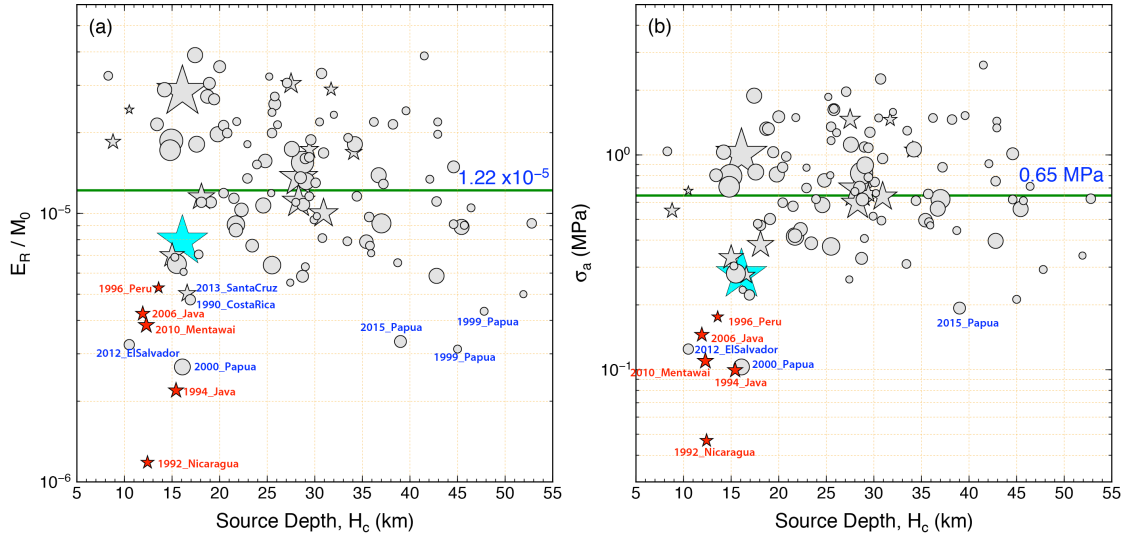 (a)
1.22 x10⁻⁵
10⁻⁵
10⁻⁶
E_R / M_0
1996_Peru
2013_SantaCruz
1990_CostaRica
2006_Java
2010_Mentawai
2012_ElSalvador
2000_Papua
1994_Java
1992_Nicaragua
2015_Papua
1999_Papua
1999_Papua
5 10 15 20 25 30 35 40 45 50 55
Source Depth, H_c (km)
(b)
10⁰
0.65 MPa
10⁻¹
σ_a (MPa)
1996_Peru
2006_Java
2012_ElSalvador
2010_Mentawai
2000_Papua
1994_Java
1992_Nicaragua
2015_Papua
5 10 15 20 25 30 35 40 45 50 55
Source Depth, H_c (km)